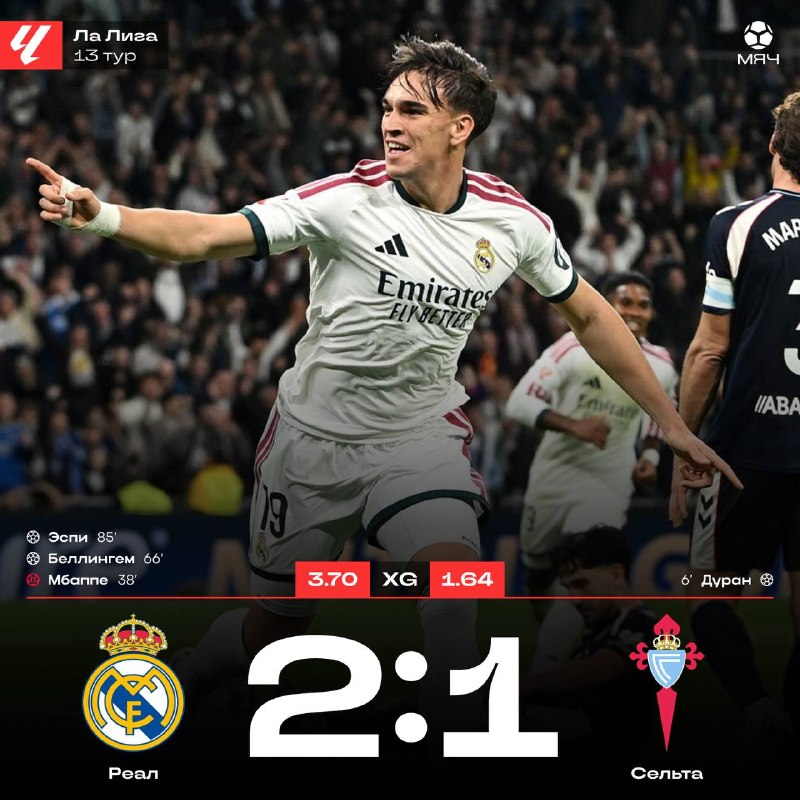 Ла Лига
13 тур
МЯЧ
Emirates
FLY BETTER
19
Эспи 85'
Беллингем 66'
Мбаппе 38'
3.70 XG 1.64
6' Дуран
2:1
Реал
Сельта